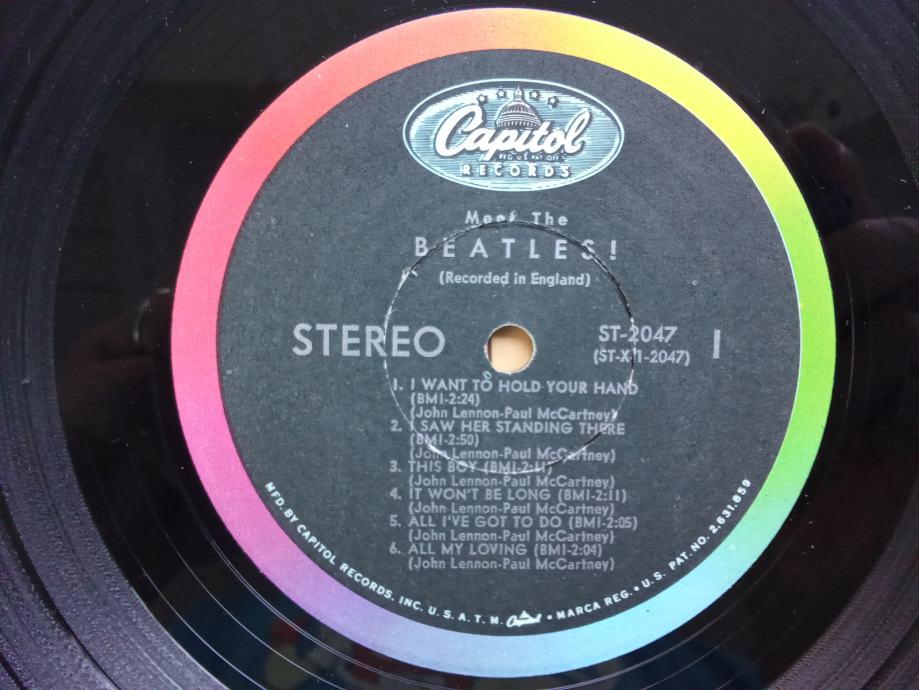 Capitol
REG. U.S. PAT. OFF.
RECORDS
Meet The
BEATLES!
(Recorded in England)
STEREO
ST-2047
(ST-X 1-2047)
1
1. I WANT TO HOLD YOUR HAND
(BMI-2:24)
(John Lennon-Paul McCartney)
2. I SAW HER STANDING THERE
(BMI-2:50)
(John Lennon-Paul McCartney)
3. THIS BOY (BMI-2:11)
(John Lennon-Paul McCartney)
4. IT WON'T BE LONG (BMI-2:11)
(John Lennon-Paul McCartney)
5. ALL I'VE GOT TO DO (BMI-2:05)
(John Lennon-Paul McCartney)
6. ALL MY LOVING (BMI-2:04)
(John Lennon-Paul McCartney)
MFD. BY CAPITOL RECORDS, INC. U.S.A. T.M. Capitol • MARCA REG. • U.S. PAT. NO. 2,631,859